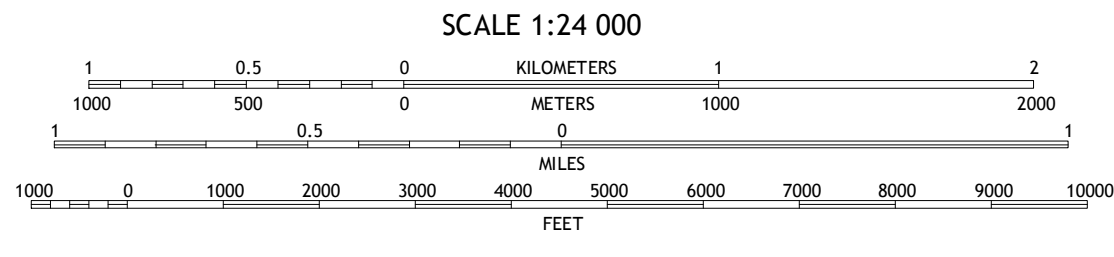 SCALE 1:24 000
1 0.5 0 KILOMETERS 1 2
1000 500 0 METERS 1000 2000
1 0.5 0 1
MILES
1000 0 1000 2000 3000 4000 5000 6000 7000 8000 9000 10000
FEET